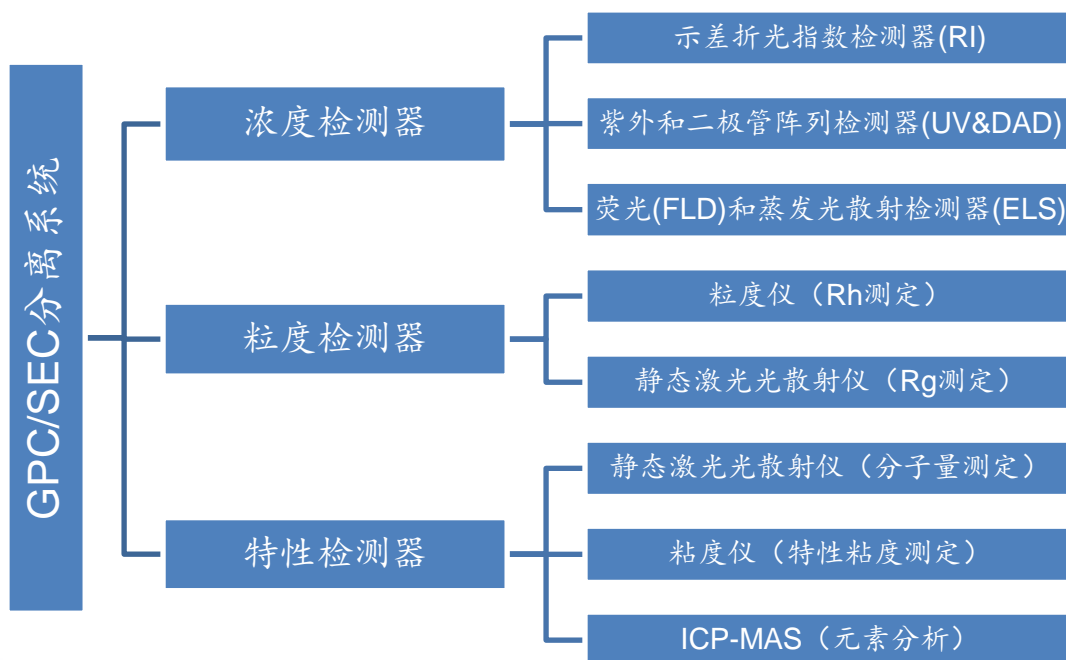 GPC/SEC分离系统
浓度检测器
示差折光指数检测器(RI)
紫外和二极管阵列检测器(UV&DAD)
荧光(FLD)和蒸发光散射检测器(ELS)
粒度检测器
粒度仪（Rh测定）
静态激光光散射仪（Rg测定）
特性检测器
静态激光光散射仪（分子量测定）
粘度仪（特性粘度测定）
ICP-MAS（元素分析）